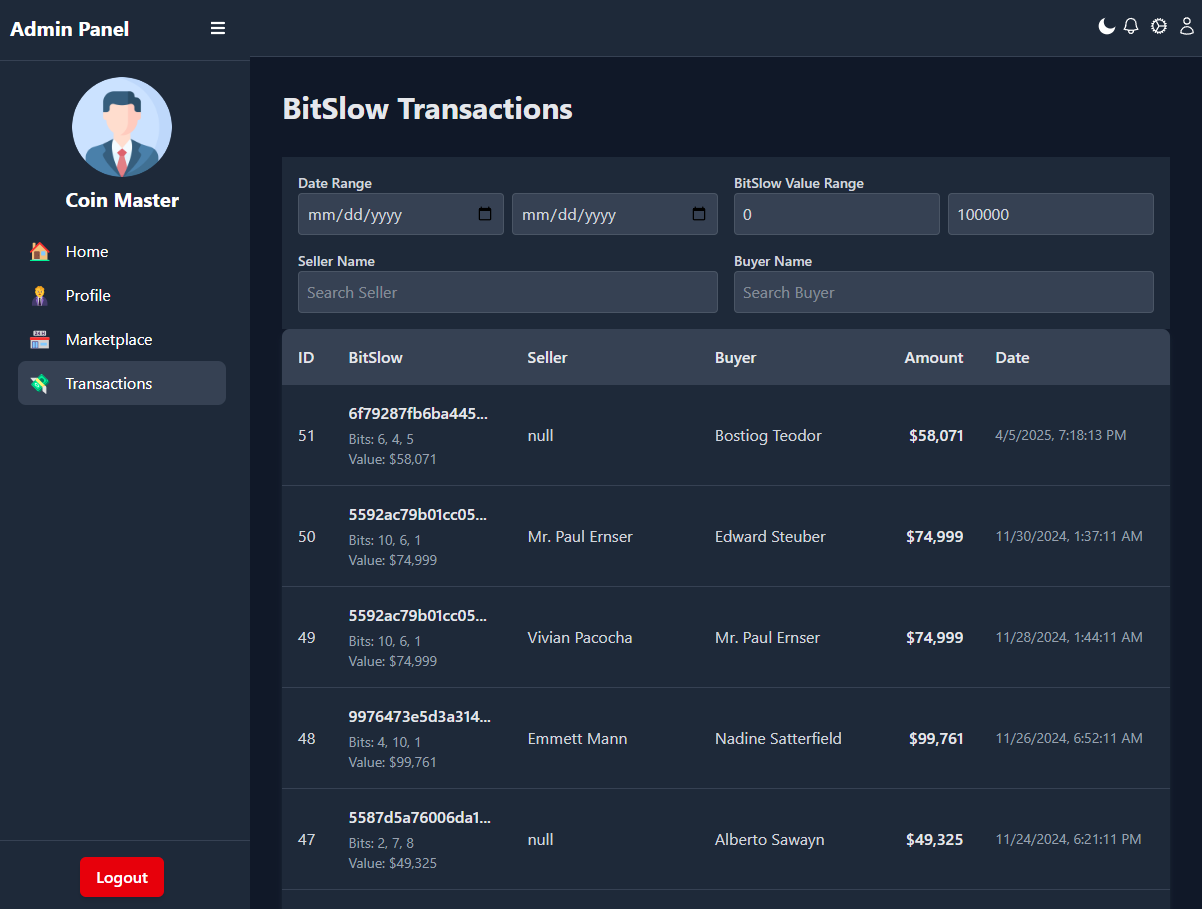 Admin Panel
Coin Master
Home
Profile
Marketplace
Transactions
Logout
BitSlow Transactions
Date Range
BitSlow Value Range
mm/dd/yyyy
mm/dd/yyyy
0
100000
Seller Name
Buyer Name
Search Seller
Search Buyer
ID BitSlow Seller Buyer Amount Date
51 6f79287fb6ba445... null Bostiog Teodor $58,071 4/5/2025, 7:18:13 PM
Bits: 6, 4, 5
Value: $58,071
50 5592ac79b01cc05... Mr. Paul Ernser Edward Steuber $74,999 11/30/2024, 1:37:11 AM
Bits: 10, 6, 1
Value: $74,999
49 5592ac79b01cc05... Vivian Pacocha Mr. Paul Ernser $74,999 11/28/2024, 1:44:11 AM
Bits: 10, 6, 1
Value: $74,999
48 9976473e5d3a314... Emmett Mann Nadine Satterfield $99,761 11/26/2024, 6:52:11 AM
Bits: 4, 10, 1
Value: $99,761
47 5587d5a76006da1... null Alberto Sawayn $49,325 11/24/2024, 6:21:11 PM
Bits: 2, 7, 8
Value: $49,325